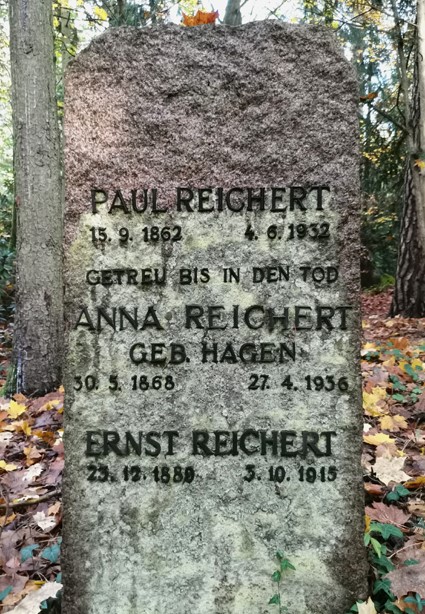 PAUL REICHERT
15. 9. 1862 4. 6. 1932
GETREU BIS IN DEN TOD
ANNA REICHERT
GEB. HAGEN
30. 3. 1868 27. 4. 1936
ERNST REICHERT
23. 12. 1889 3. 10. 1915